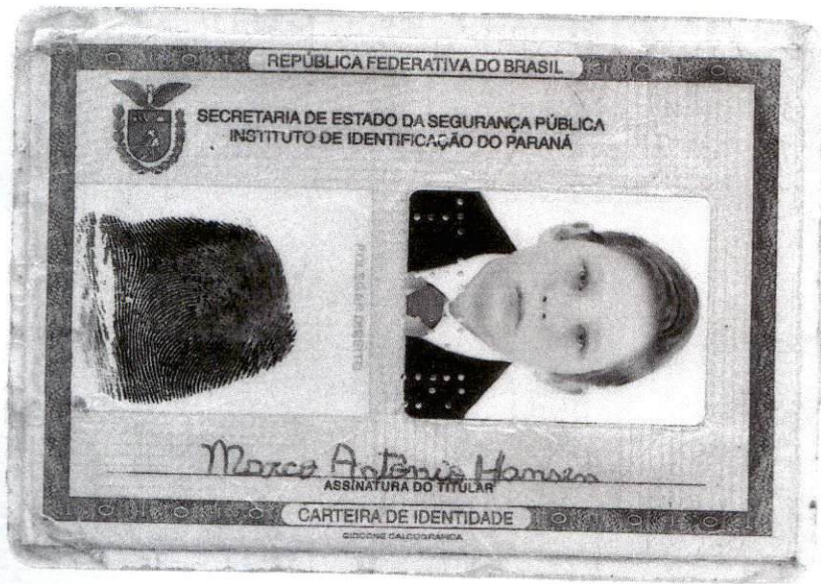 REPÚBLICA FEDERATIVA DO BRASIL
SECRETARIA DE ESTADO DA SEGURANÇA PÚBLICA
INSTITUTO DE IDENTIFICAÇÃO DO PARANÁ
POLEGAR DIREITO
Marco Antônio Hansen
ASSINATURA DO TITULAR
CARTEIRA DE IDENTIDADE